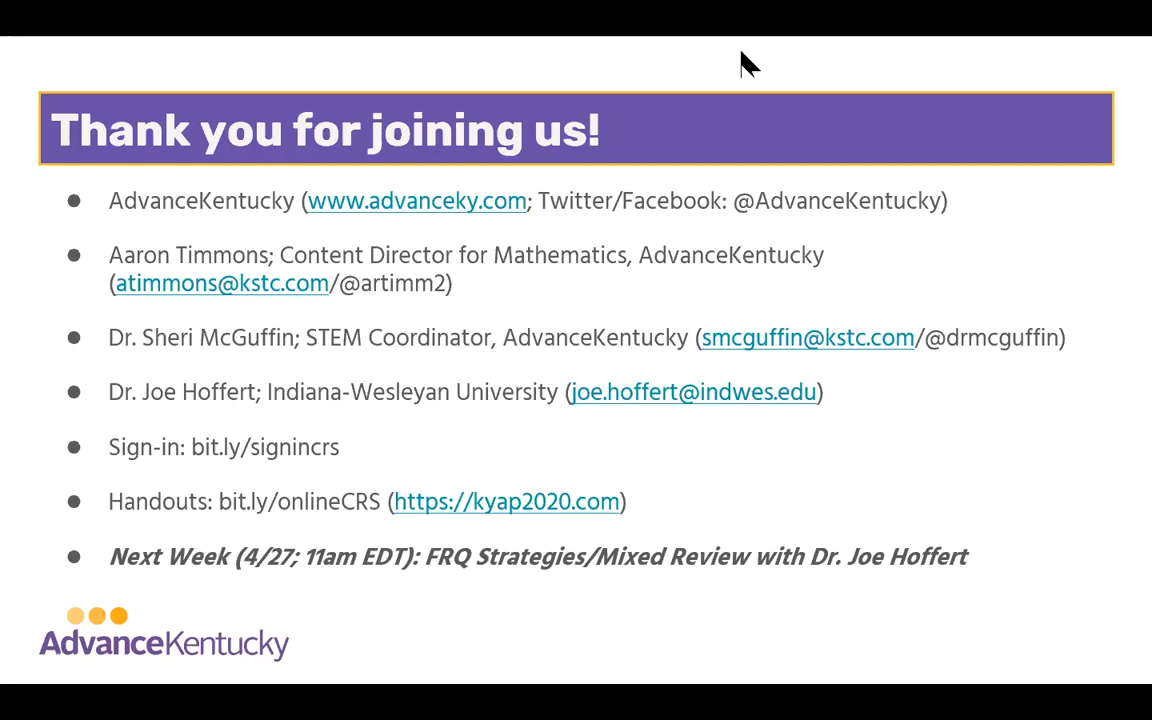 Thank you for joining us!
● AdvanceKentucky (www.advanceky.com; Twitter/Facebook: @AdvanceKentucky)
● Aaron Timmons; Content Director for Mathematics, AdvanceKentucky
(atimmons@kstc.com/@artimm2)
● Dr. Sheri McGuffin; STEM Coordinator, AdvanceKentucky (smcguffin@kstc.com/@drmcguffin)
● Dr. Joe Hoffert; Indiana-Wesleyan University (joe.hoffert@indwes.edu)
● Sign-in: bit.ly/signincrs
● Handouts: bit.ly/onlineCRS (https://kyap2020.com)
● Next Week (4/27; 11am EDT): FRQ Strategies/Mixed Review with Dr. Joe Hoffert
AdvanceKentucky